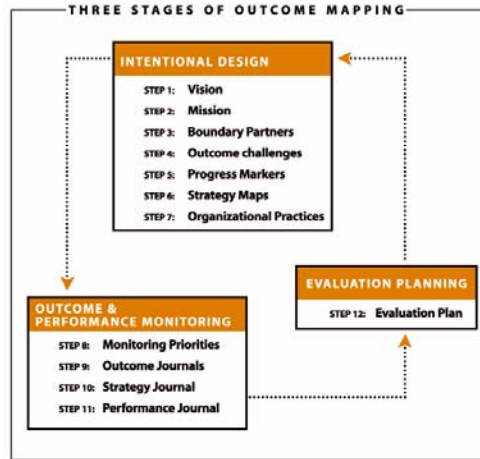 THREE STAGES OF OUTCOME MAPPING
INTENTIONAL DESIGN
STEP 1: Vision
STEP 2: Mission
STEP 3: Boundary Partners
STEP 4: Outcome challenges
STEP 5: Progress Markers
STEP 6: Strategy Maps
STEP 7: Organizational Practices
EVALUATION PLANNING
STEP 12: Evaluation Plan
OUTCOME &
PERFORMANCE MONITORING
STEP 8: Monitoring Priorities
STEP 9: Outcome Journals
STEP 10: Strategy Journal
STEP 11: Performance Journal